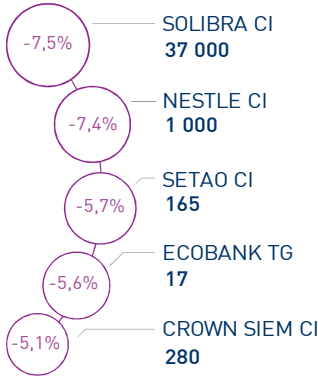 -7,5%
SOLIBRA CI
37 000
-7,4%
NESTLE CI
1 000
-5,7%
SETAO CI
165
-5,6%
ECOBANK TG
17
-5,1%
CROWN SIEM CI
280